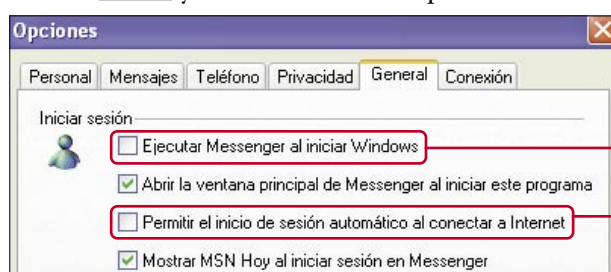 y
Opciones
Personal Mensajes Teléfono Privacidad General Conexión
Iniciar sesión
Ejecutar Messenger al iniciar Windows
Abrir la ventana principal de Messenger al iniciar este programa
Permitir el inicio de sesión automático al conectar a Internet
Mostrar MSN Hoy al iniciar sesión en Messenger